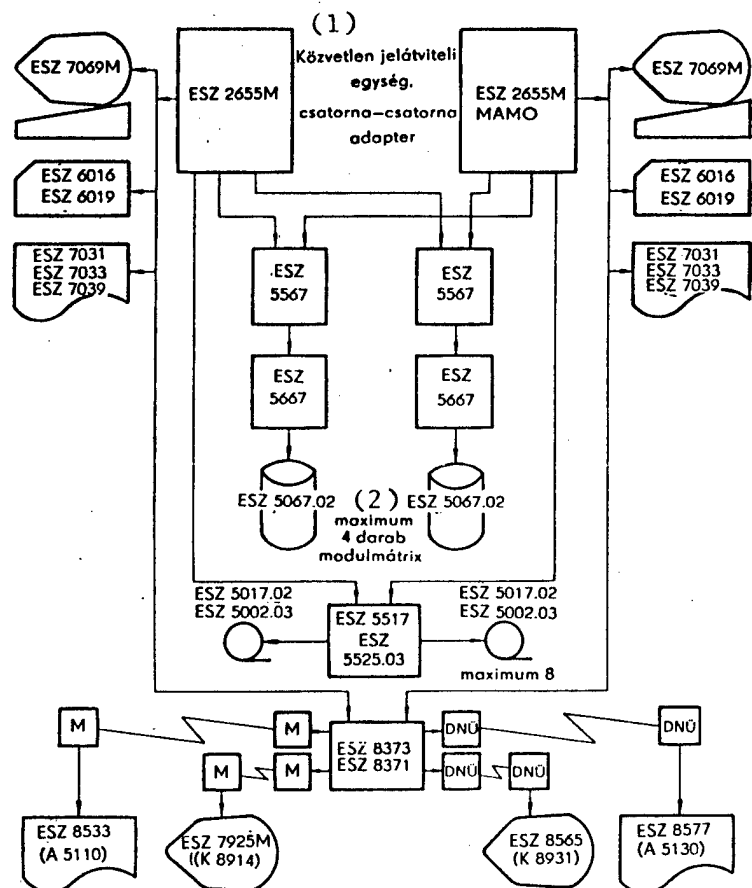 (1)
Közvetlen jelátviteli
egység,
csatorna–csatorna
adapter
ESZ 7069M
ESZ 2655M
ESZ 2655M
MAMO
ESZ 7069M
ESZ 6016
ESZ 6019
ESZ 6016
ESZ 6019
ESZ 7031
ESZ 7033
ESZ 7039
ESZ 7031
ESZ 7033
ESZ 7039
ESZ
5567
ESZ
5567
ESZ
5667
ESZ
5667
ESZ 5067.02
(2)
ESZ 5067.02
maximum
4 darab
modulmátrix
ESZ 5017.02
ESZ 5002.03
ESZ 5517
ESZ
5525.03
ESZ 5017.02
ESZ 5002.03
maximum 8
M
M
ESZ 8373
ESZ 8371
DNÜ
DNÜ
M
M
DNÜ
DNÜ
ESZ 8533
(A 5110)
ESZ 7925M
((K 8914)
ESZ 8565
(K 8931)
ESZ 8577
(A 5130)